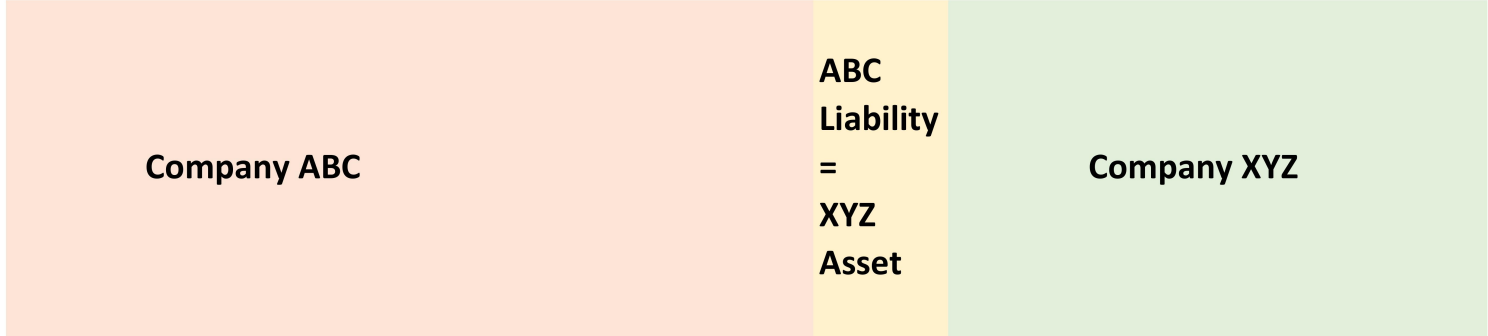 Company ABC
ABC
Liability
=
XYZ
Asset
Company XYZ